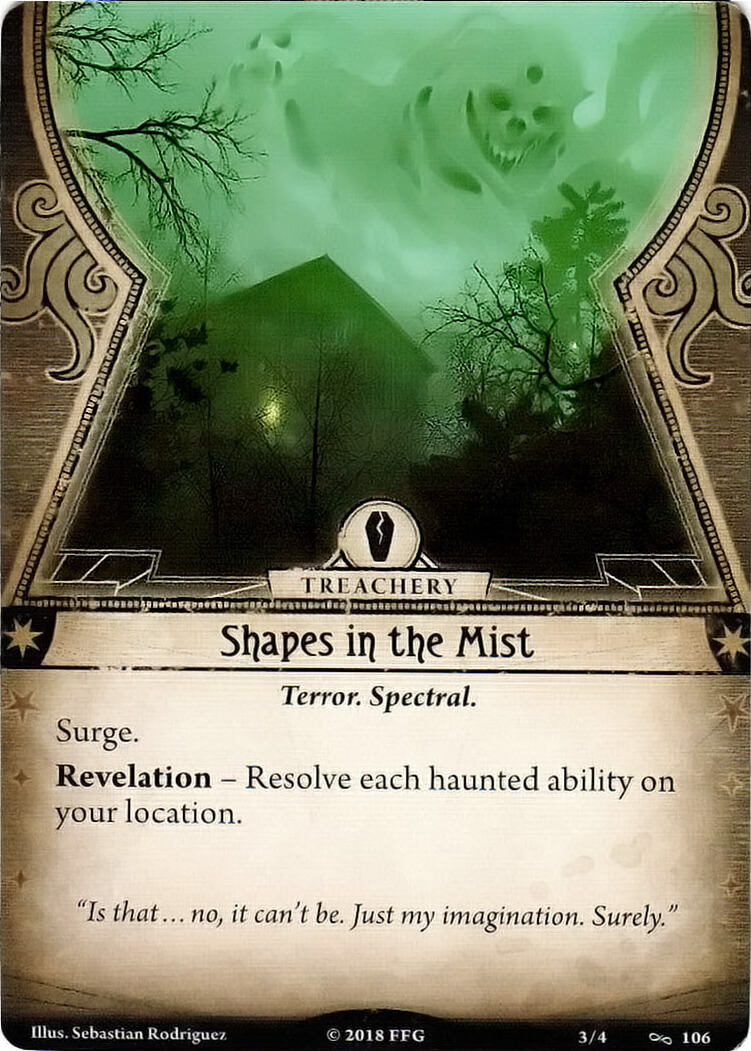 TREACHERY
Shapes in the Mist
Terror. Spectral.
Surge.
Revelation – Resolve each haunted ability on
your location.
“Is that… no, it can’t be. Just my imagination. Surely.”
Illus. Sebastian Rodriguez © 2018 FFG 3/4 106